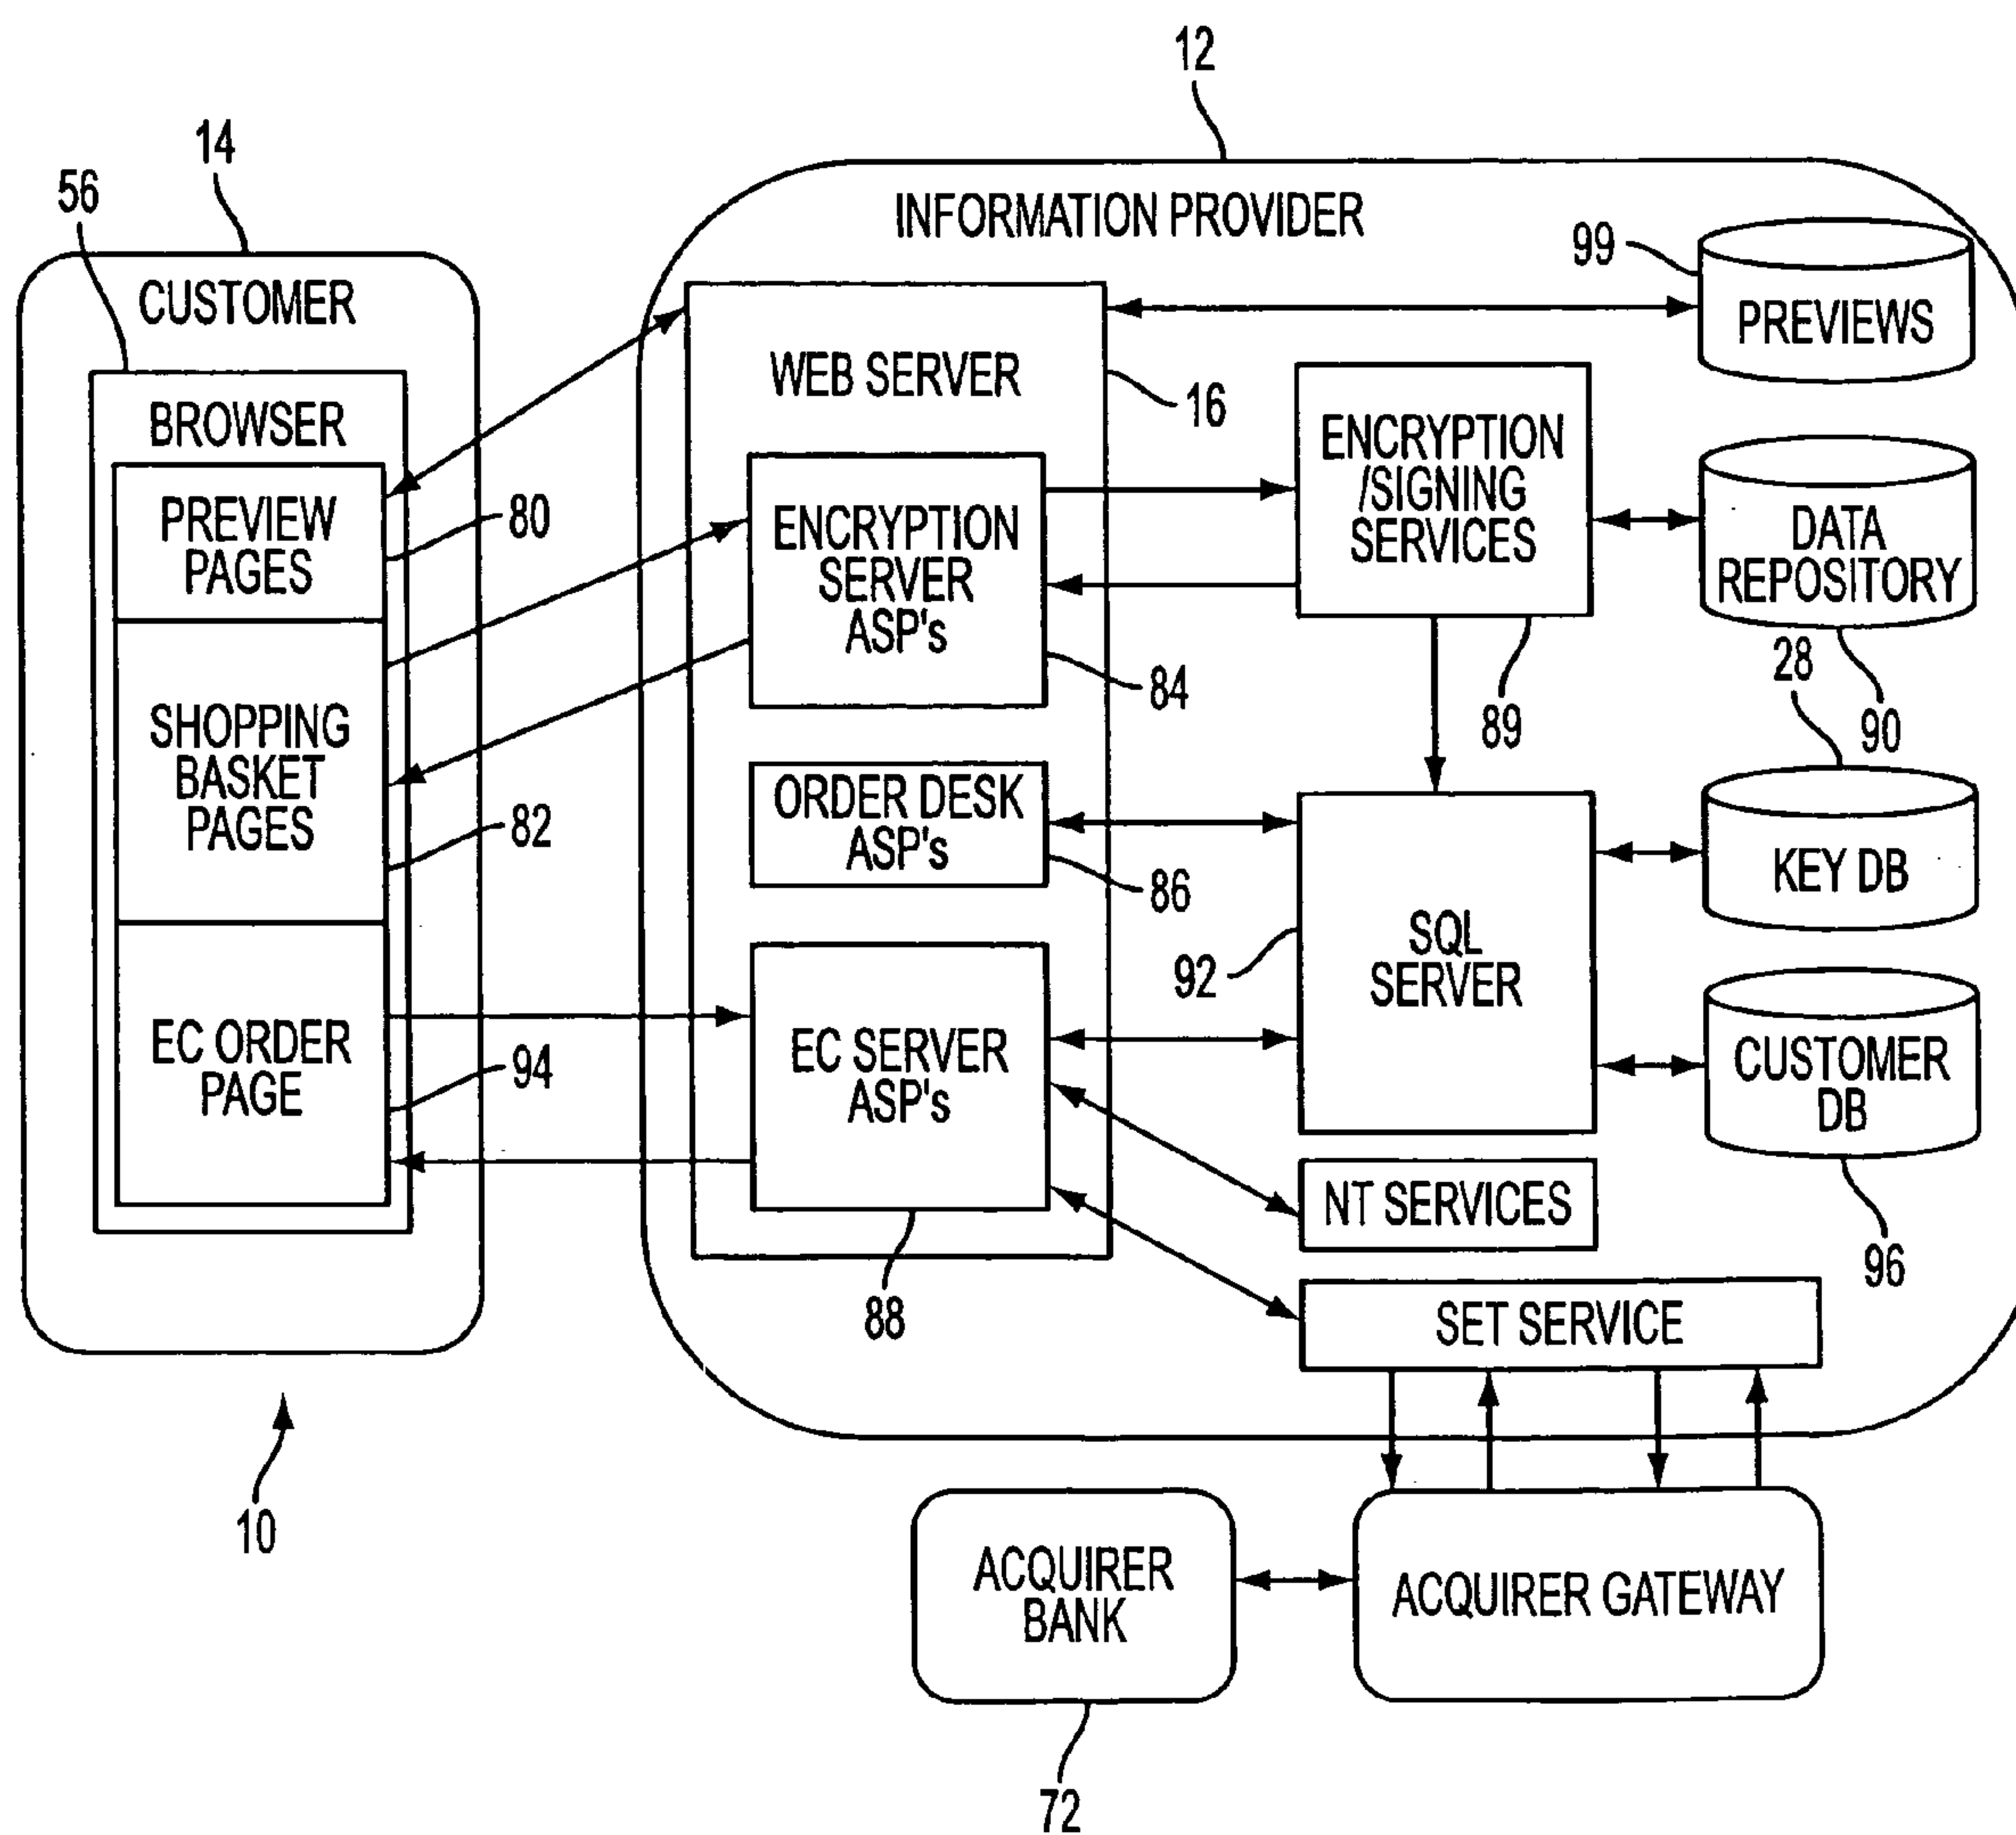 12
14
56
INFORMATION PROVIDER
99
CUSTOMER
PREVIEWS
WEB SERVER
16
BROWSER
ENCRYPTION
/SIGNING
SERVICES
PREVIEW
PAGES
80
ENCRYPTION
SERVER
ASP's
DATA
REPOSITORY
84
89
28
90
SHOPPING
BASKET
PAGES
82
ORDER DESK
ASP's
86
KEY DB
92
SQL
SERVER
EC ORDER
PAGE
94
EC SERVER
ASP's
CUSTOMER
DB
NT SERVICES
96
88
SET SERVICE
10
ACQUIRER
BANK
ACQUIRER GATEWAY
72